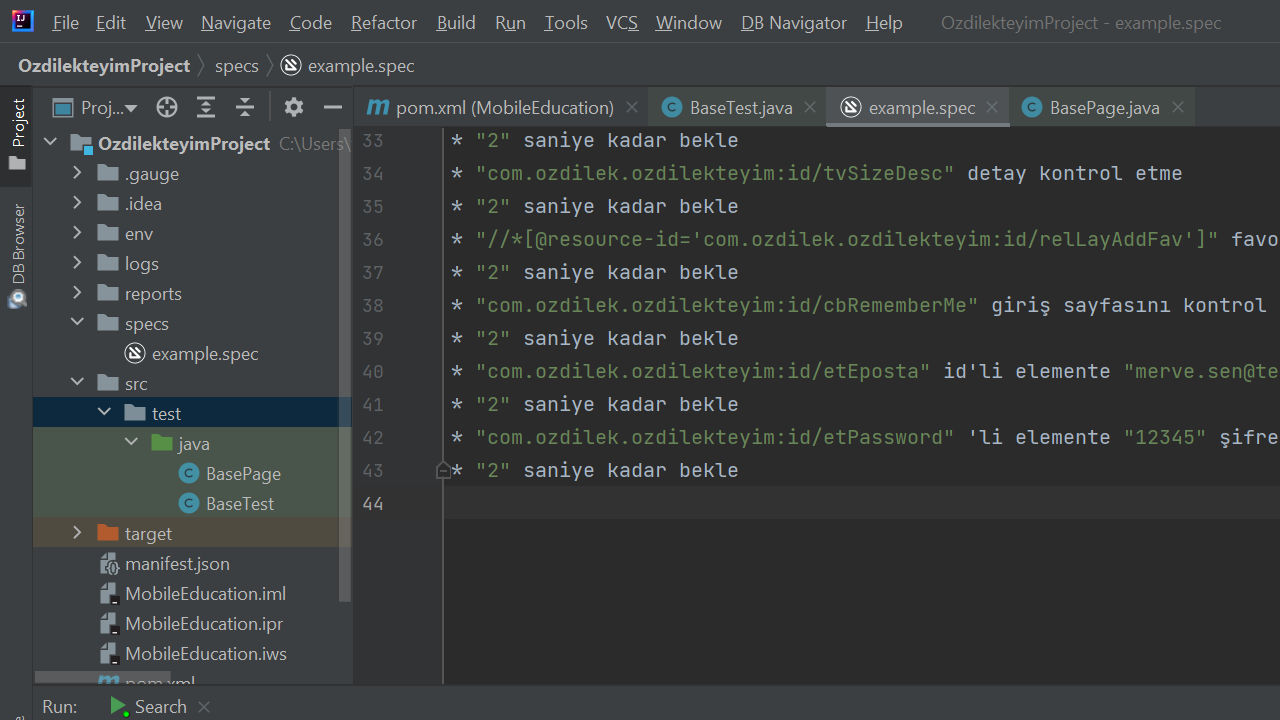 File Edit View Navigate Code Refactor Build Run Tools VCS Window DB Navigator Help OzdilekteyimProject - example.spec
OzdilekteyimProject specs example.spec
Proj... pom.xml (MobileEducation) BaseTest.java example.spec BasePage.java
Project
DB Browser
OzdilekteyimProject C:\Users\
.gauge
.idea
env
logs
reports
specs
example.spec
src
test
java
BasePage
BaseTest
target
manifest.json
MobileEducation.iml
MobileEducation.ipr
MobileEducation.iws
pom.xml
33 * "2" saniye kadar bekle
34 * "com.ozdilek.ozdilekteyim:id/tvSizeDesc" detay kontrol etme
35 * "2" saniye kadar bekle
36 * "//*[@resource-id='com.ozdilek.ozdilekteyim:id/relLayAddFav']" favo
37 * "2" saniye kadar bekle
38 * "com.ozdilek.ozdilekteyim:id/cbRememberMe" giriş sayfasını kontrol
39 * "2" saniye kadar bekle
40 * "com.ozdilek.ozdilekteyim:id/etEposta" id'li elemente "merve.sen@te
41 * "2" saniye kadar bekle
42 * "com.ozdilek.ozdilekteyim:id/etPassword" 'li elemente "12345" şifre
43 * "2" saniye kadar bekle
44
Run: Search